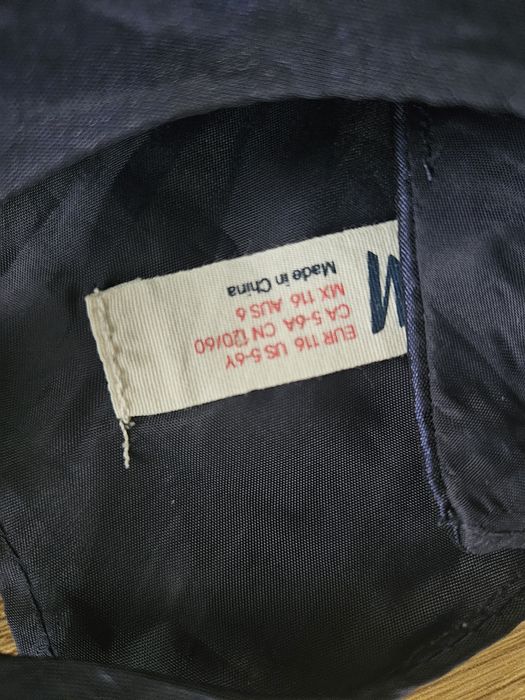 EUR 116 US 5-6Y
CA 5-6A CN 120/60
MX 116 AUS 6
Made in China